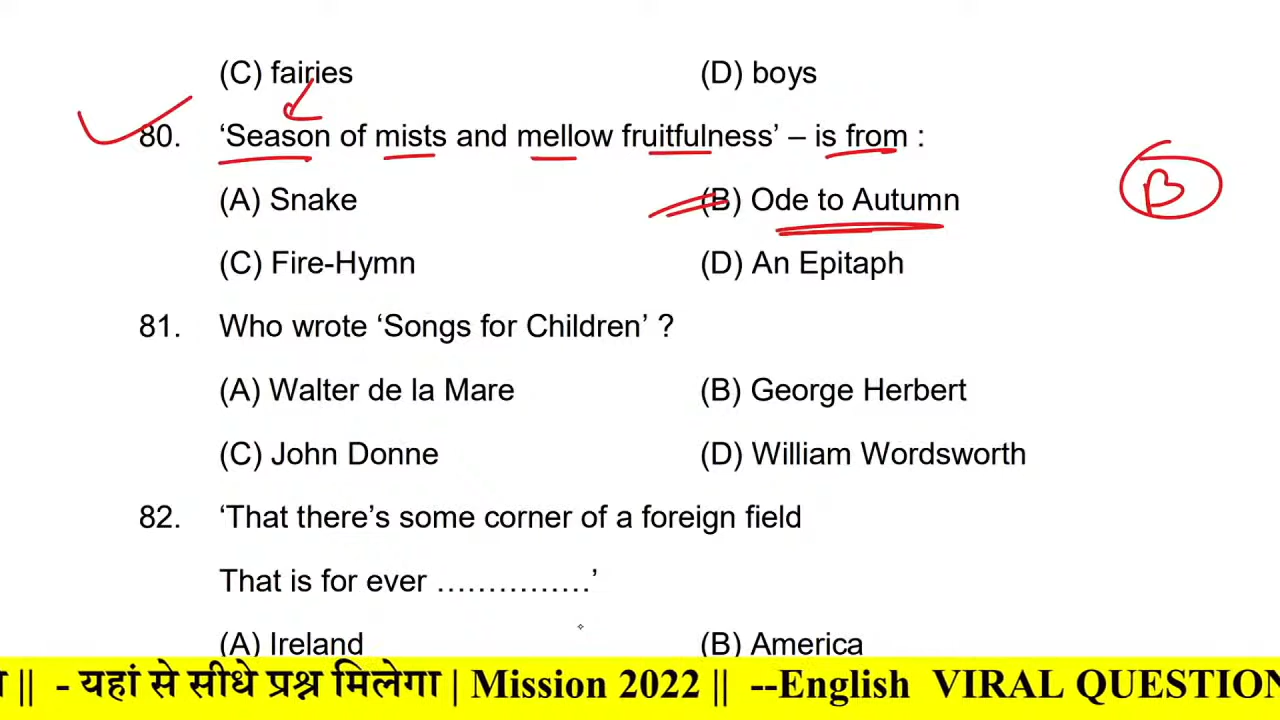 (C) fairies (D) boys
80. ‘Season of mists and mellow fruitfulness’ – is from :
(A) Snake (B) Ode to Autumn
B
(C) Fire-Hymn (D) An Epitaph
81. Who wrote ‘Songs for Children’ ?
(A) Walter de la Mare (B) George Herbert
(C) John Donne (D) William Wordsworth
82. ‘That there’s some corner of a foreign field
That is for ever ……………’
(A) Ireland (B) America
|| - यहां से सीधे प्रश्न मिलेगा | Mission 2022 || --English VIRAL QUESTION